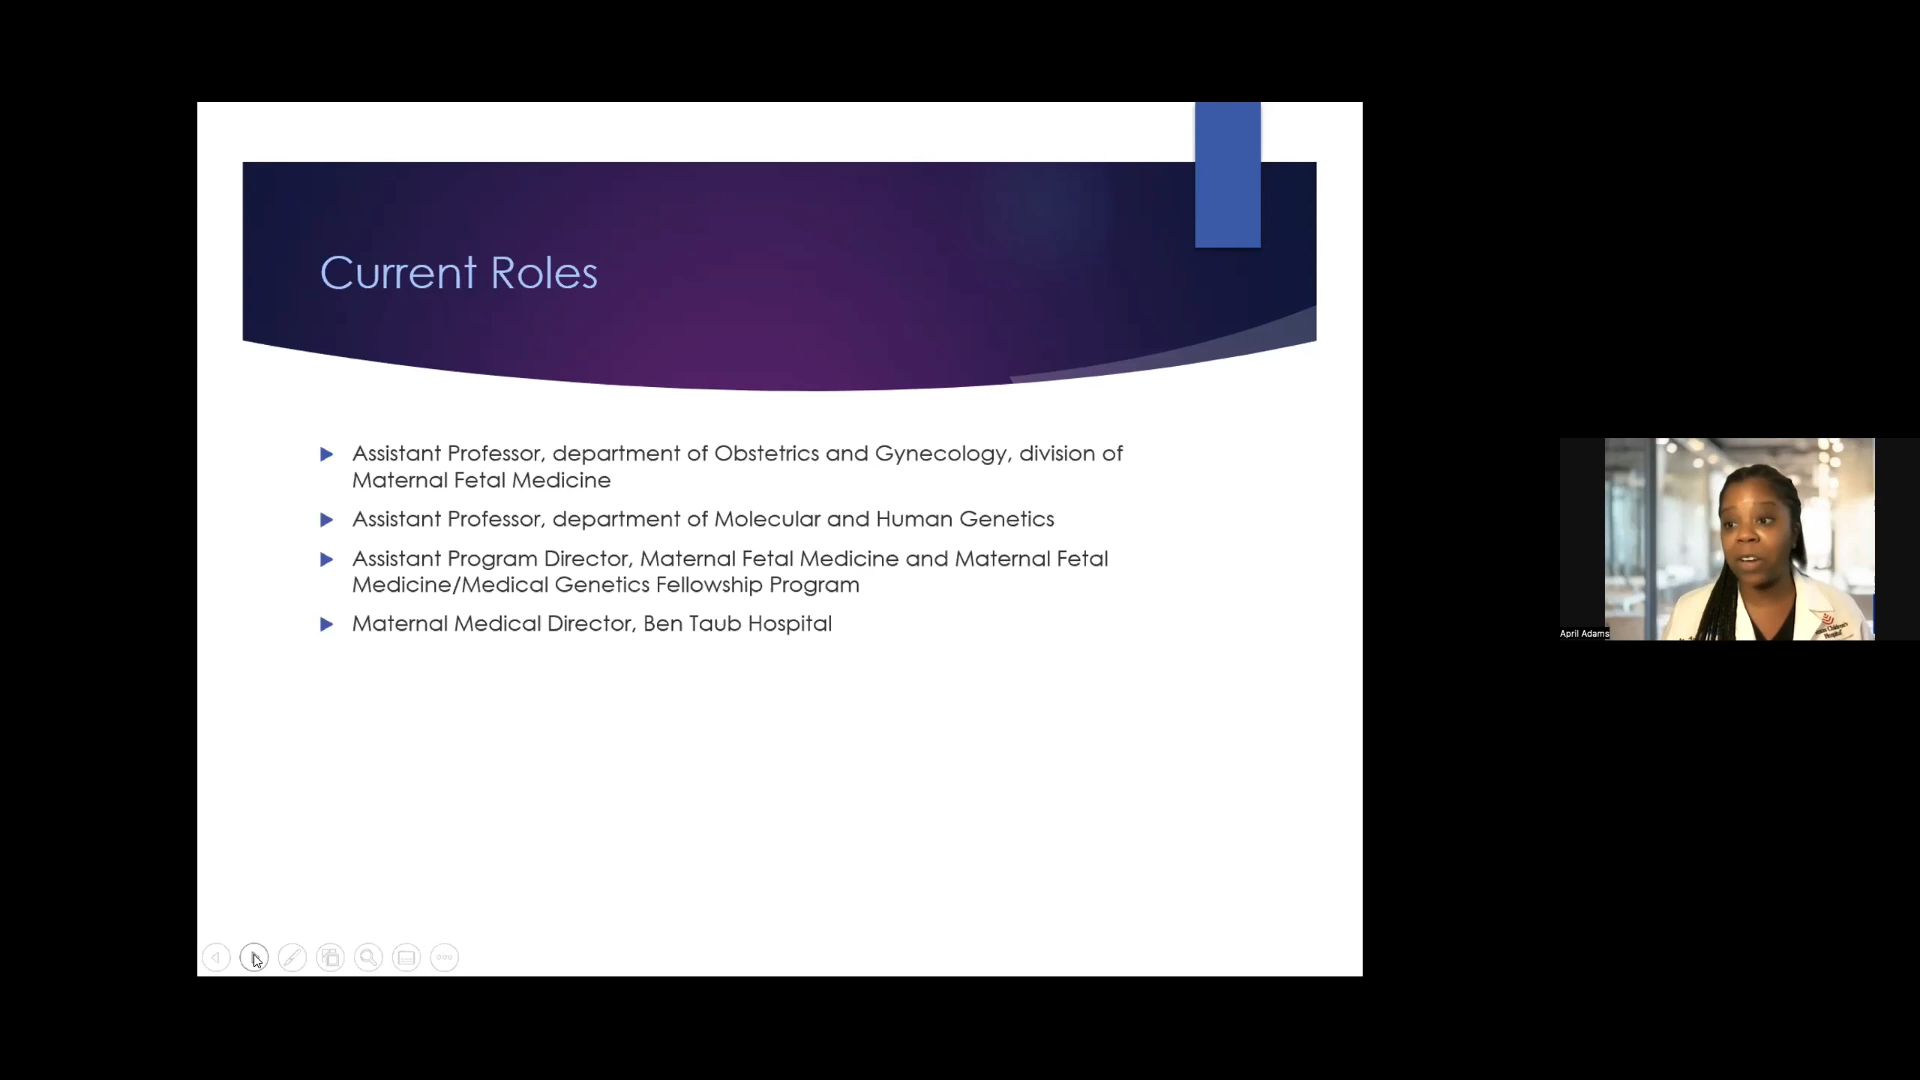 Current Roles
Assistant Professor, department of Obstetrics and Gynecology, division of
Maternal Fetal Medicine
Assistant Professor, department of Molecular and Human Genetics
Assistant Program Director, Maternal Fetal Medicine and Maternal Fetal
Medicine/Medical Genetics Fellowship Program
Maternal Medical Director, Ben Taub Hospital
April Adams
Children's
Hospital